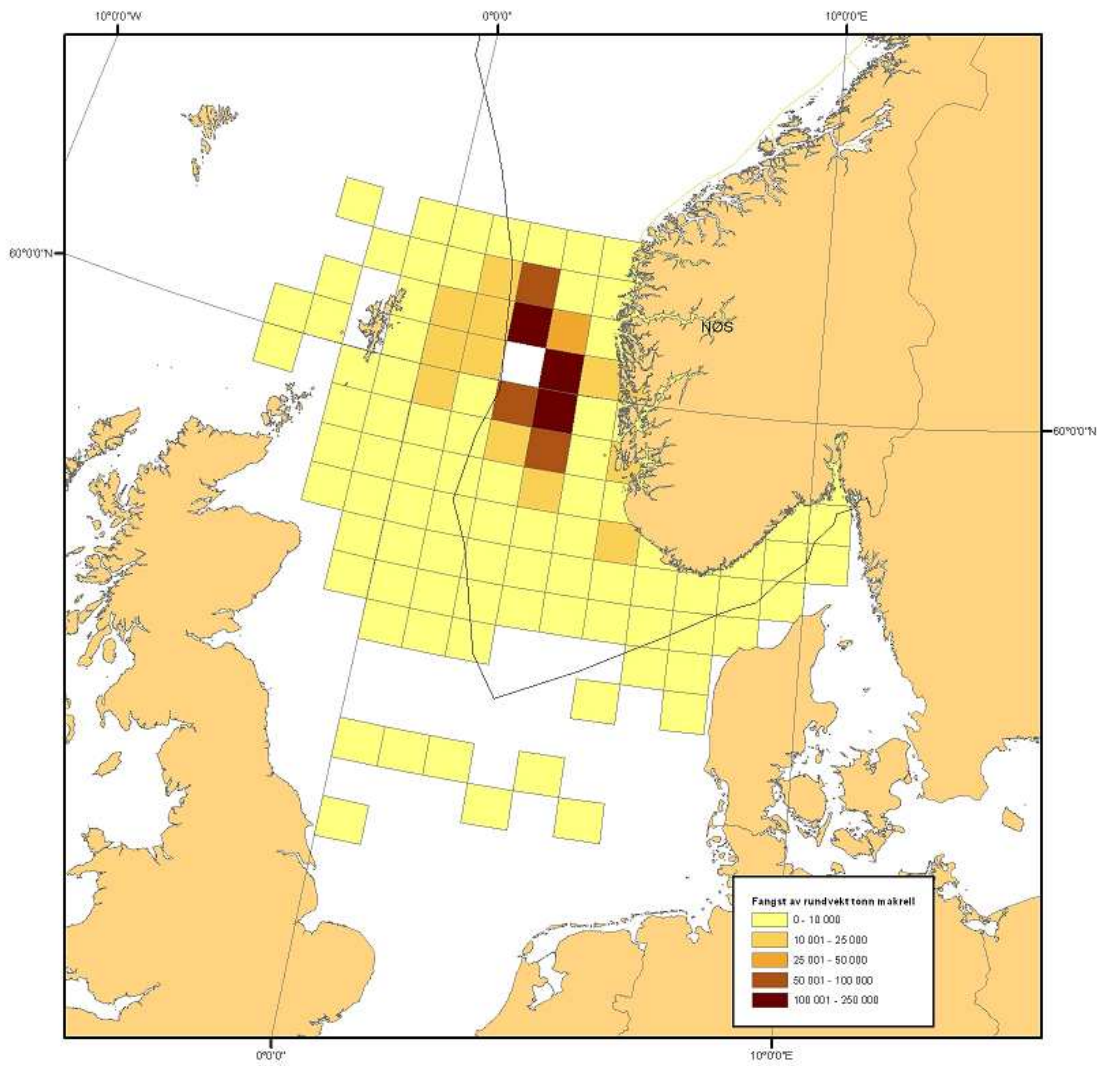 10°0'0"W 0°0'0" 10°0'0"E
60°0'0"N
NØS
60°0'0"N
Fangst av rundvekt tonn makrell
0 - 10 000
10 001 - 25 000
25 001 - 50 000
50 001 - 100 000
100 001 - 250 000
0°0'0" 10°0'0"E